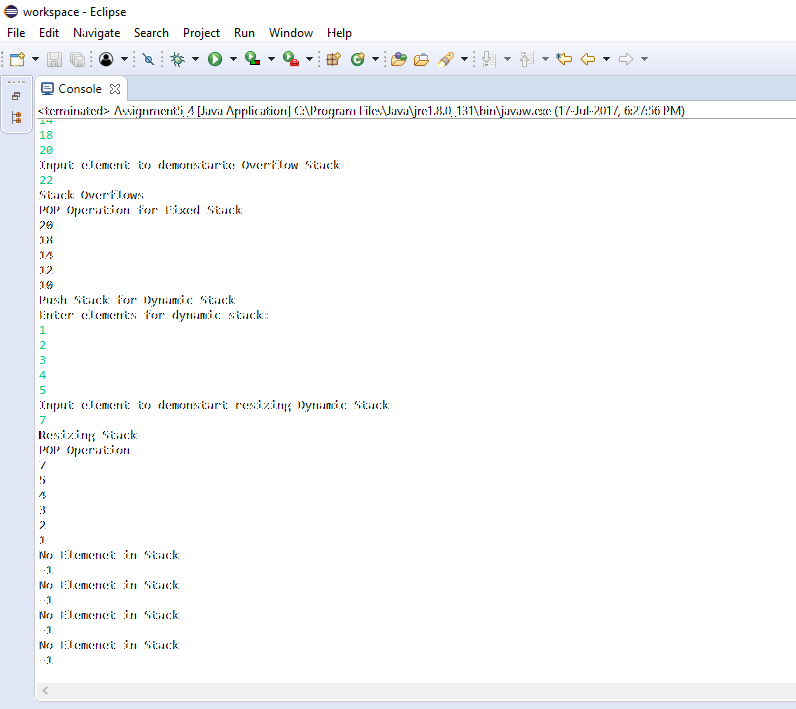 workspace - Eclipse
File Edit Navigate Search Project Run Window Help
Console
<terminated> Assignment5_4 [Java Application] C:\Program Files\Java\jre1.8.0_131\bin\javaw.exe (17-Jul-2017, 6:27:56 PM)
14
18
20
Input element to demonstarte Overflow Stack
22
Stack Overflows
POP Operation for Fixed Stack
20
18
14
12
10
Push Stack for Dynamic Stack
Enter elements for dynamic stack:
1
2
3
4
5
Input element to demonstart resizing Dynamic Stack
7
Resizing Stack
POP Operation
7
5
4
3
2
1
No Elemenet in Stack
-1
No Elemenet in Stack
-1
No Elemenet in Stack
-1
No Elemenet in Stack
-1